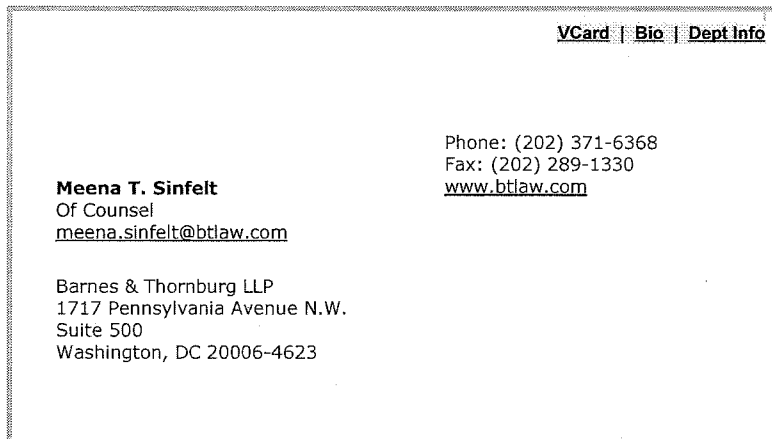 VCard | Bio | Dept Info
Phone: (202) 371-6368
Fax: (202) 289-1330
www.btlaw.com
Meena T. Sinfelt
Of Counsel
meena.sinfelt@btlaw.com
Barnes & Thornburg LLP
1717 Pennsylvania Avenue N.W.
Suite 500
Washington, DC 20006-4623